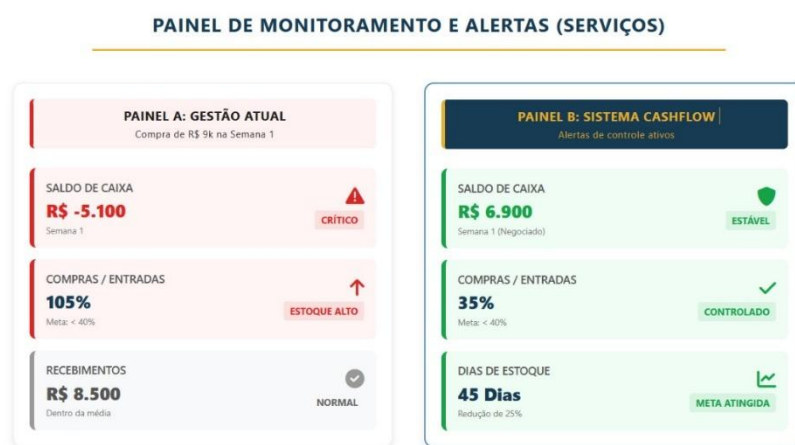 PAINEL DE MONITORAMENTO E ALERTAS (SERVIÇOS)
PAINEL A: GESTÃO ATUAL
Compra de R$ 9k na Semana 1
SALDO DE CAIXA
R$ -5.100
CRÍTICO
Semana 1
COMPRAS / ENTRADAS
105%
ESTOQUE ALTO
Meta: < 40%
RECEBIMENTOS
R$ 8.500
NORMAL
Dentro da média
PAINEL B: SISTEMA CASHFLOW
Alertas de controle ativos
SALDO DE CAIXA
R$ 6.900
ESTÁVEL
Semana 1 (Negociado)
COMPRAS / ENTRADAS
35%
CONTROLADO
Meta: < 40%
DIAS DE ESTOQUE
45 Dias
META ATINGIDA
Redução de 25%